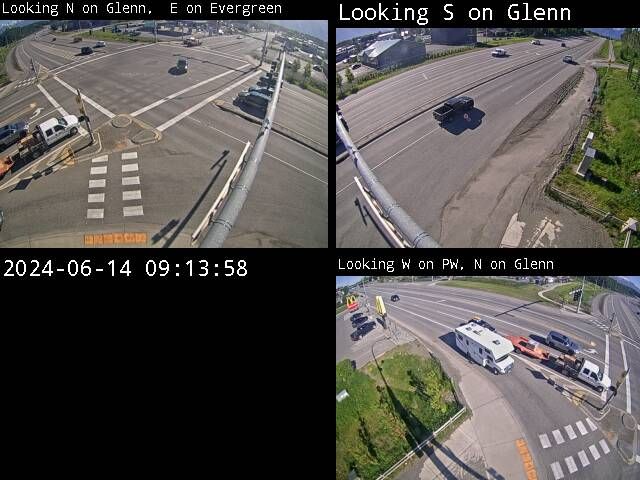 Looking N on Glenn, E on Evergreen
Looking S on Glenn
2024-06-14 09:13:58
Looking W on PW, N on Glenn